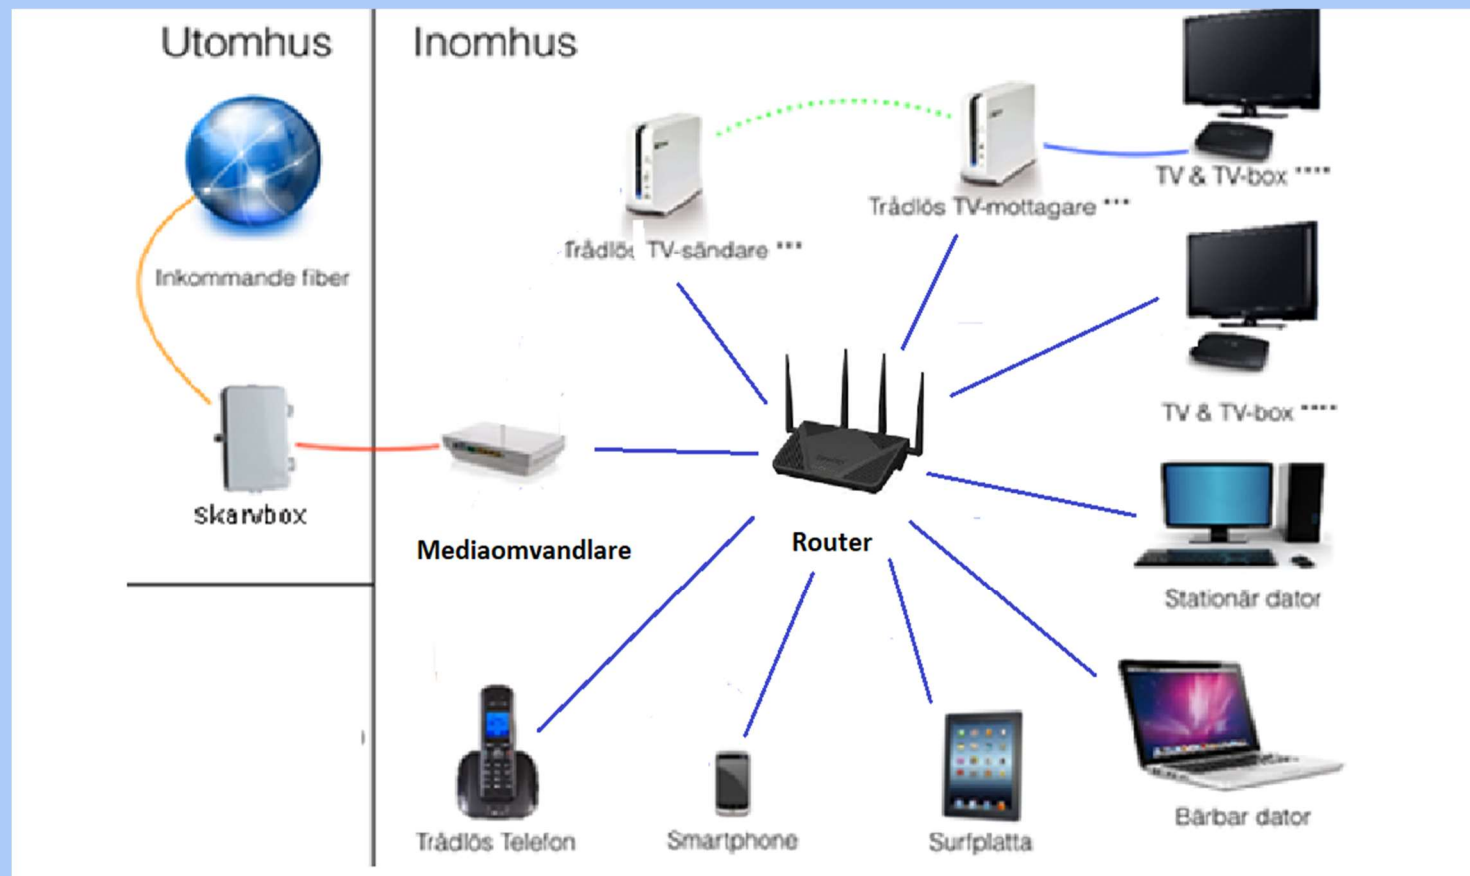 Utomhus
Inomhus
Inkommande fiber
Skarvbox
Trådlös TV-sändare ***
Trådlös TV-mottagare ***
TV & TV-box ****
TV & TV-box ****
Mediaomvandlare
Router
Stationär dator
Bärbar dator
Trådlös Telefon
Smartphone
Surfplatta